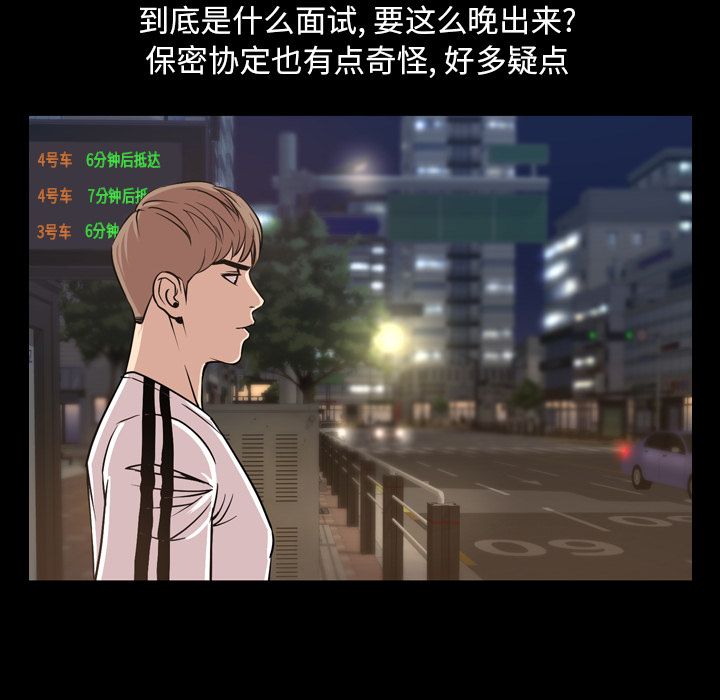 到底是什么面试, 要这么晚出来?
保密协定也有点奇怪, 好多疑点
4号车 6分钟后抵达
4号车 7分钟后抵
3号车 6分钟
60 100